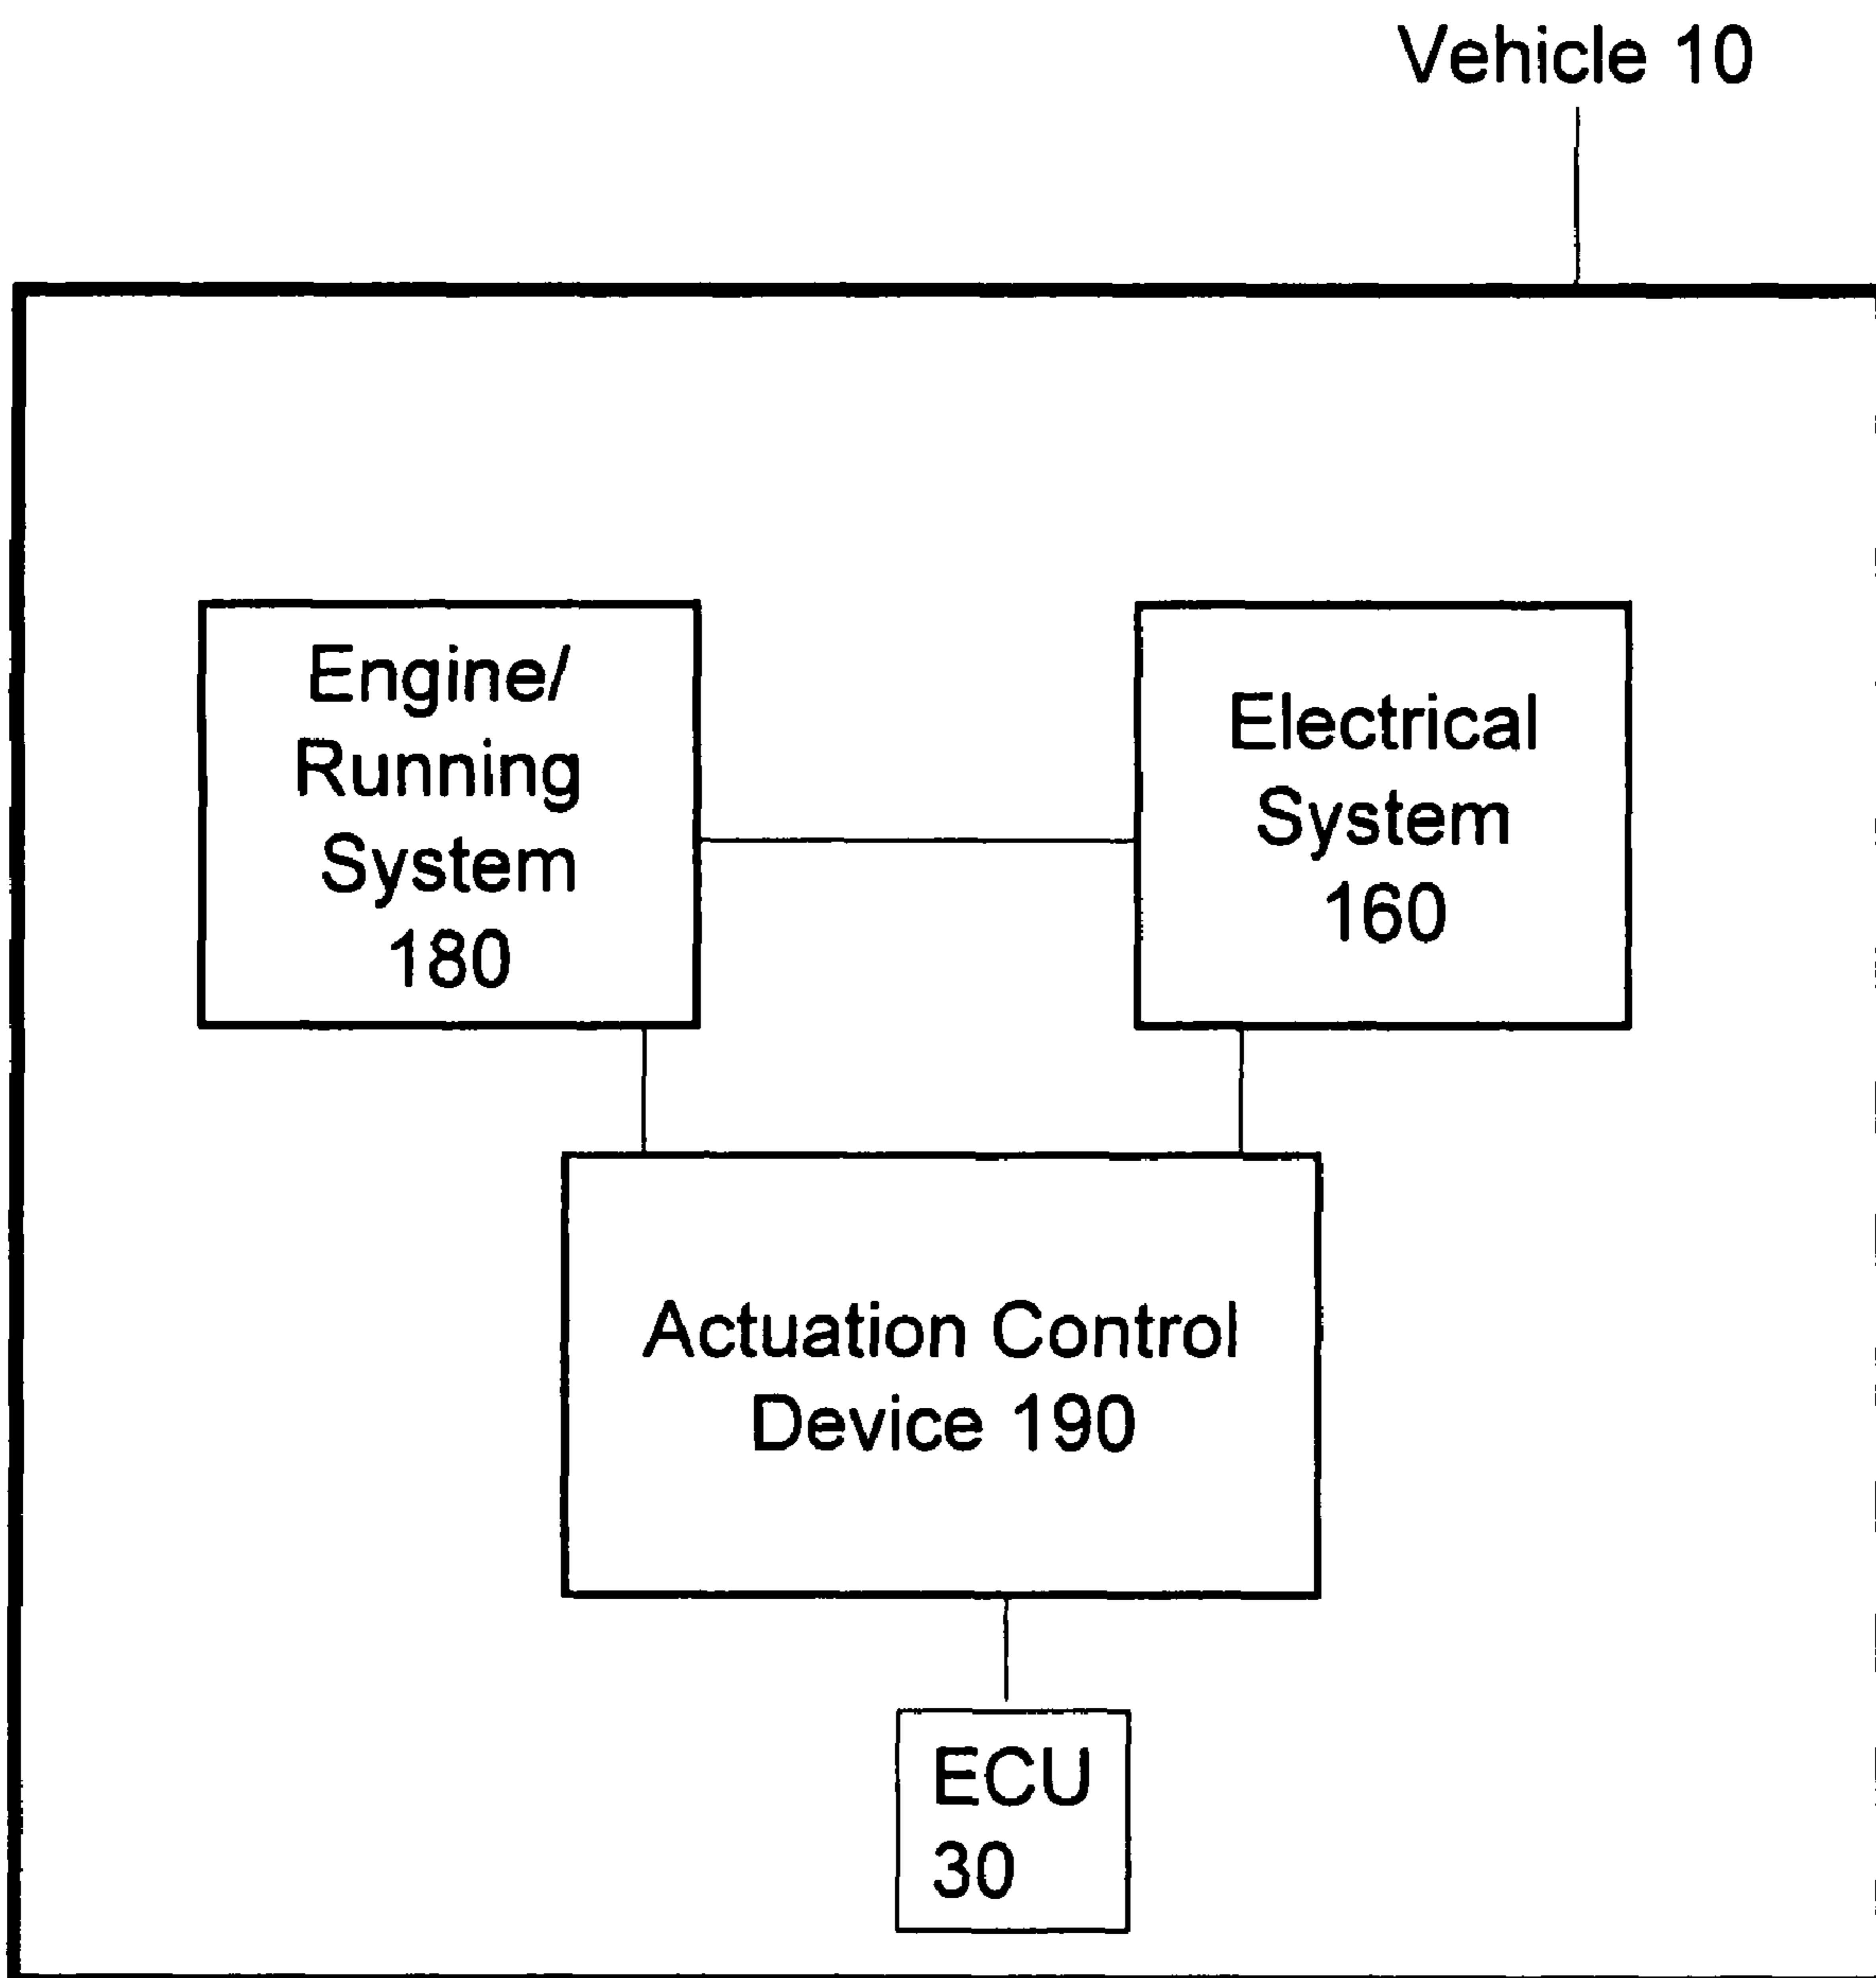 Vehicle 10
Engine/
Running
System
180
Electrical
System
160
Actuation Control
Device 190
ECU
30